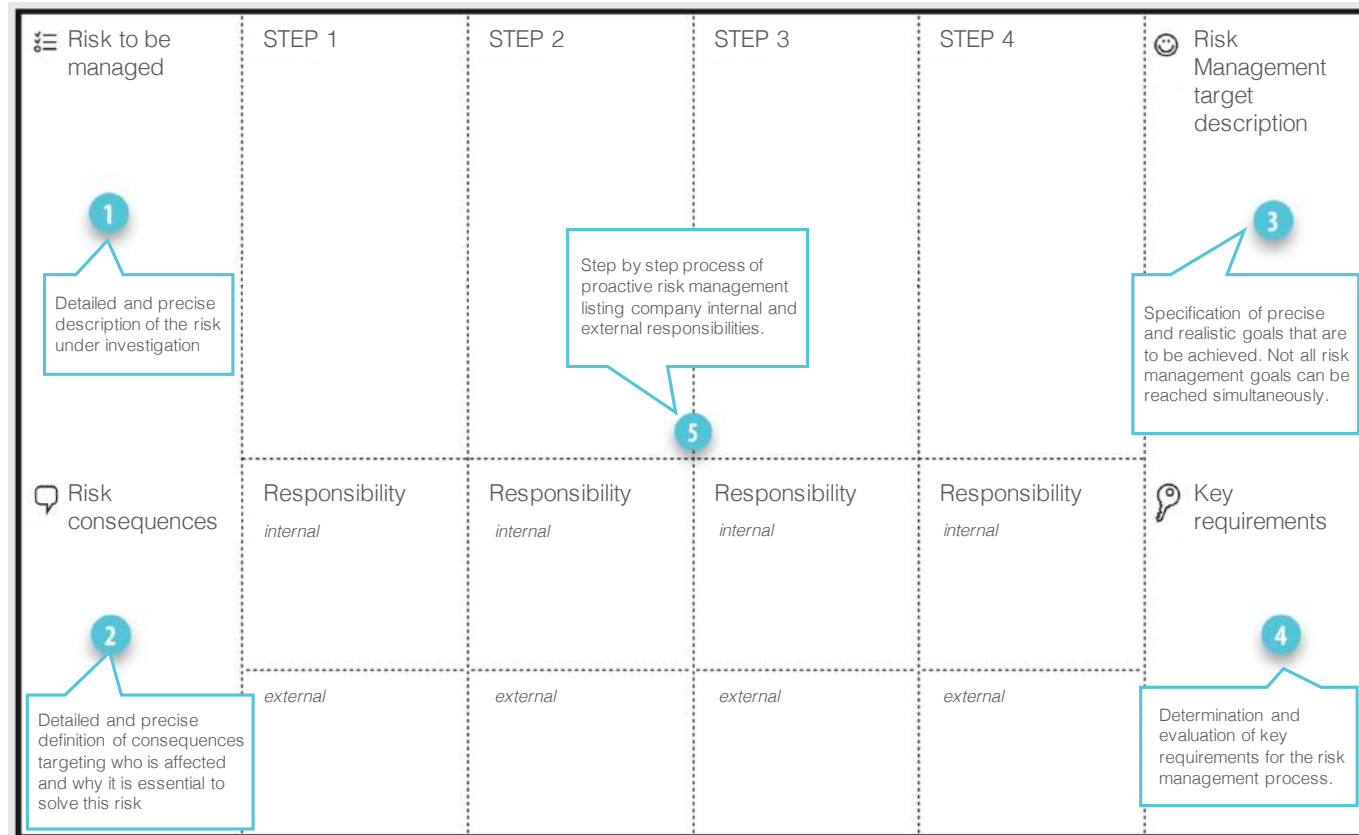 Risk to be
managed
STEP 1
STEP 2
STEP 3
STEP 4
Risk
Management
target
description
1
Detailed and precise
description of the risk
under investigation
Step by step process of
proactive risk management
listing company internal and
external responsibilities.
5
3
Specification of precise
and realistic goals that are
to be achieved. Not all risk
management goals can be
reached simultaneously.
Risk
consequences
Responsibility
internal
Responsibility
internal
Responsibility
internal
Responsibility
internal
Key
requirements
2
Detailed and precise
definition of consequences
targeting who is affected
and why it is essential to
solve this risk
external
external
external
external
4
Determination and
evaluation of key
requirements for the risk
management process.